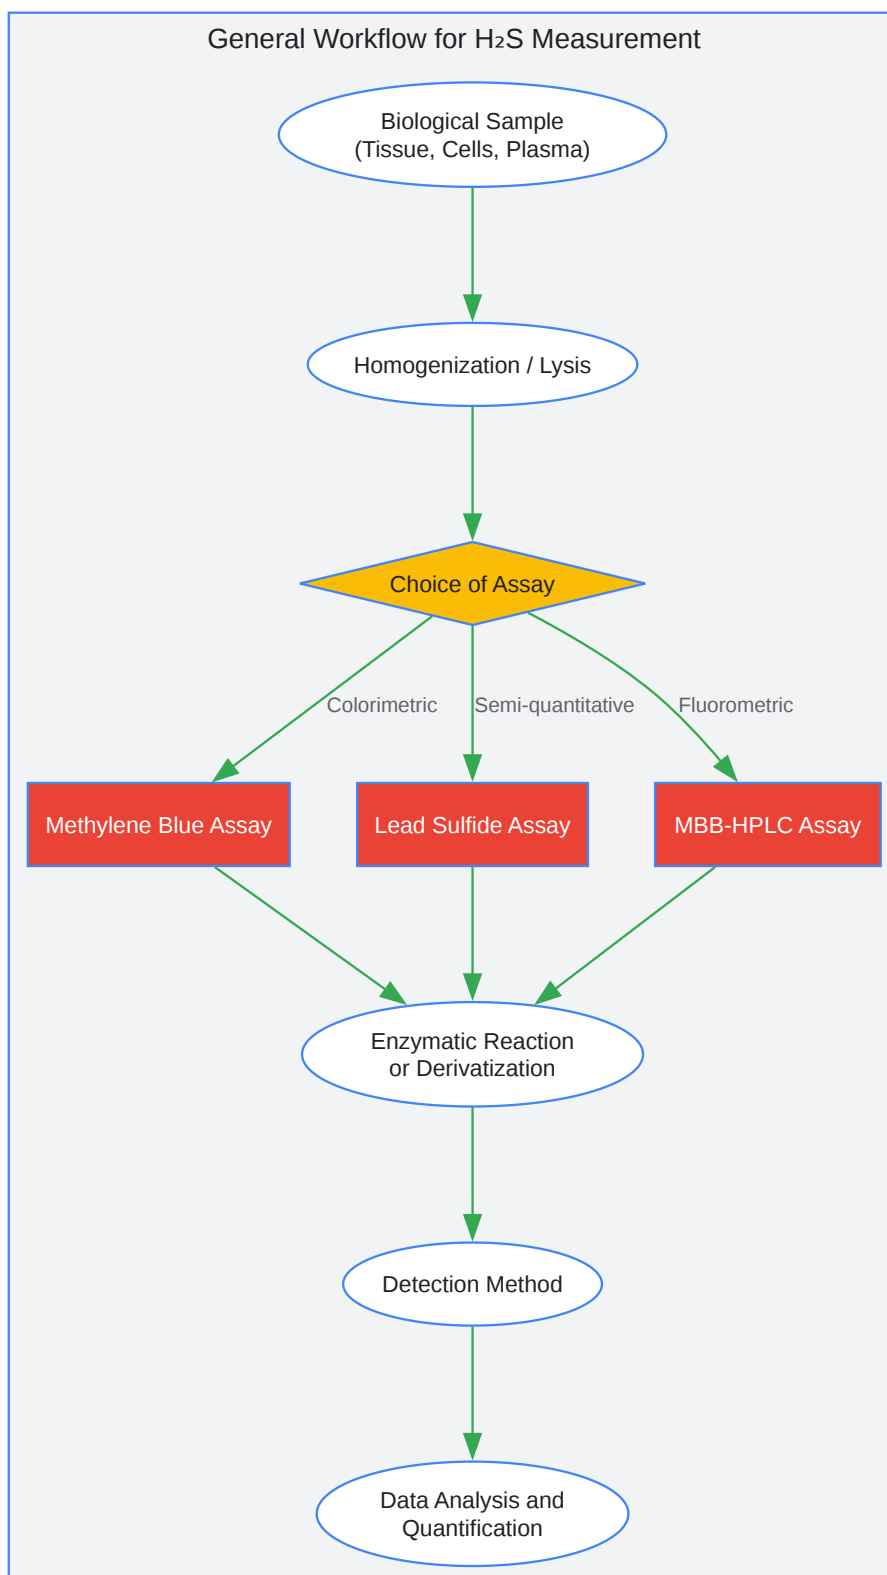 General Workflow for H₂S Measurement
Biological Sample
(Tissue, Cells, Plasma)
Homogenization / Lysis
Choice of Assay
Colorimetric
Semi-quantitative
Fluorometric
Methylene Blue Assay
Lead Sulfide Assay
MBB-HPLC Assay
Enzymatic Reaction
or Derivatization
Detection Method
Data Analysis and
Quantification